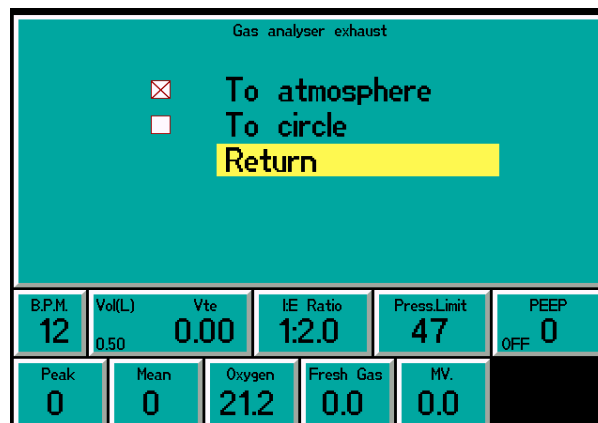 Gas analyser exhaust
To atmosphere
To circle
Return
B.P.M. Vol(L) Vte I:E Ratio Press.Limit PEEP
12 0.50 0.00 1:2.0 47 OFF 0
Peak Mean Oxygen Fresh Gas MV.
0 0 21.2 0.0 0.0